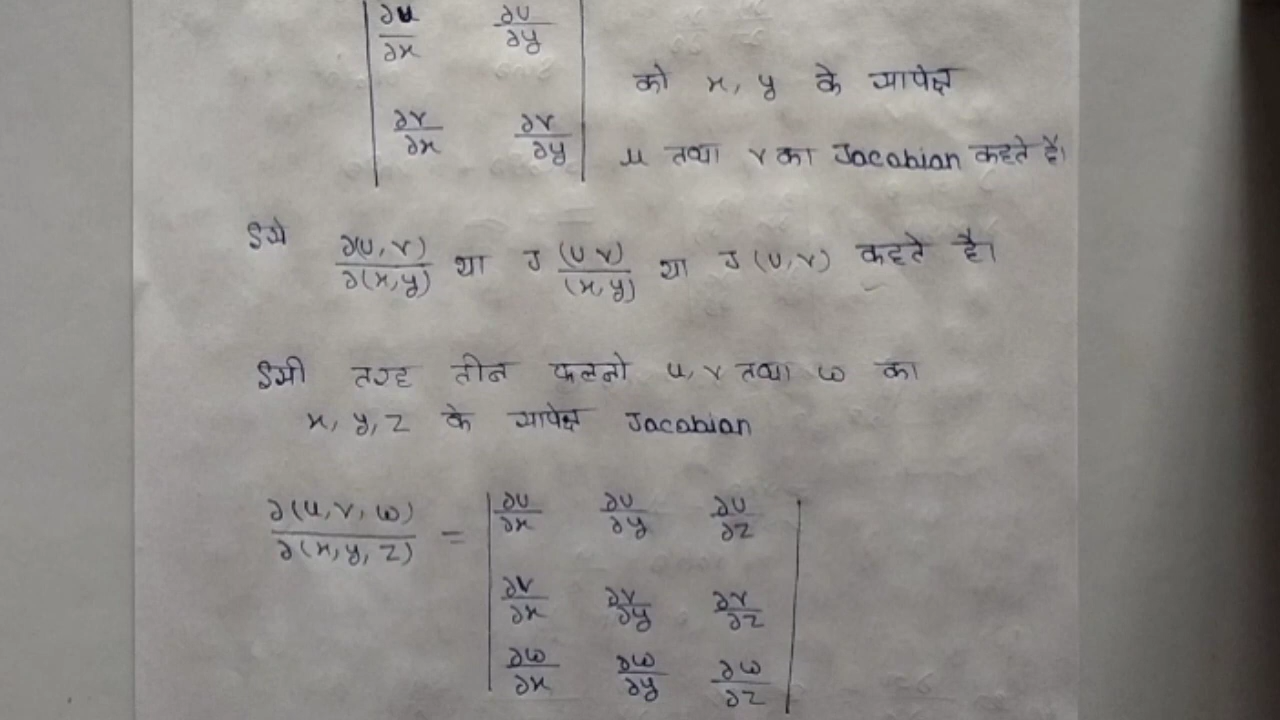 | ∂u/∂x ∂u/∂y |
को x, y के सापेक्ष
| ∂v/∂x ∂v/∂y | u तथा v का Jacobian कहते है।
इसे ∂(u, v)/∂(x, y) या J (u v)/(x, y) या J (u, v) कहते है।
इसी तरह तीन फलनो u, v तथा w का
x, y, z के सापेक्ष Jacobian
∂(u, v, w)/∂(x, y, z) = | ∂u/∂x ∂u/∂y ∂u/∂z |
| ∂v/∂x ∂v/∂y ∂v/∂z |
| ∂w/∂x ∂w/∂y ∂w/∂z |